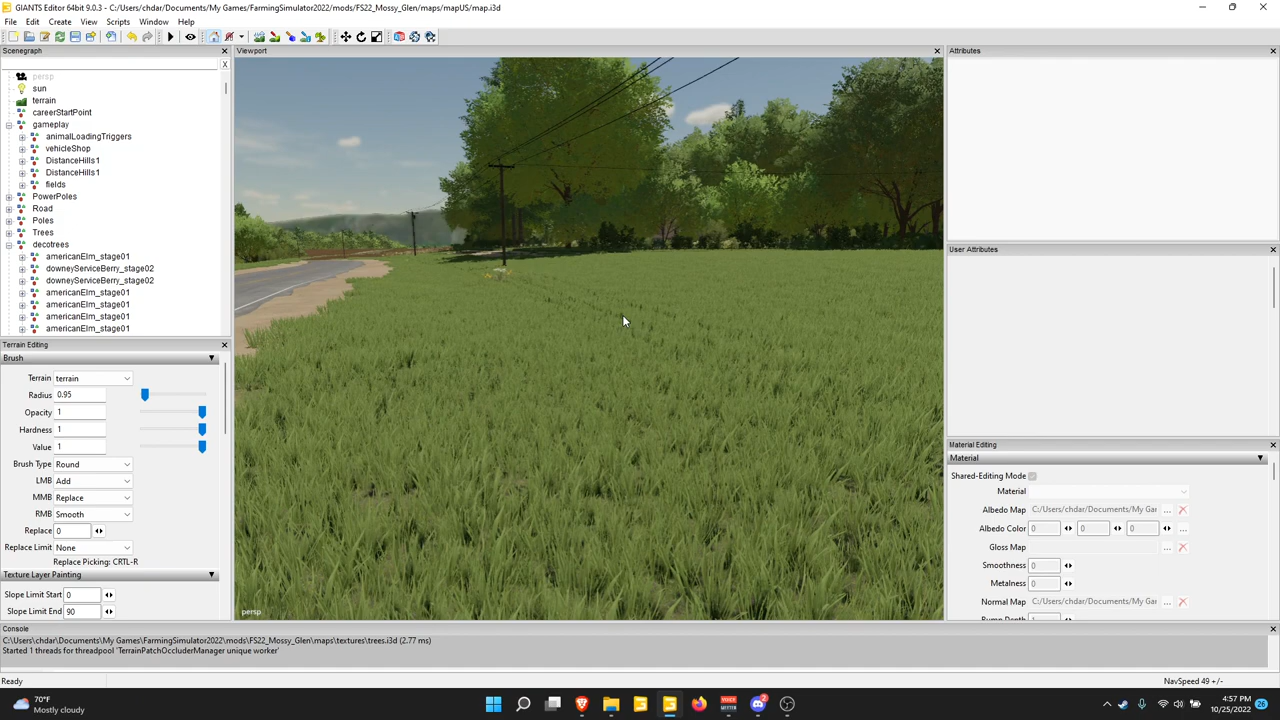 GIANTS Editor 64bit 9.0.3 - C:/Users/chdar/Documents/My Games/FarmingSimulator2022/mods/FS22_Mossy_Glen/maps/mapUS/map.i3d
File Edit Create View Scripts Window Help
Scenegraph
X
persp
sun
terrain
careerStartPoint
gameplay
animalLoadingTriggers
vehicleShop
DistanceHills1
DistanceHills1
fields
PowerPoles
Road
Poles
Trees
decotrees
americanElm_stage01
downeyServiceBerry_stage02
downeyServiceBerry_stage02
americanElm_stage01
americanElm_stage01
americanElm_stage01
americanElm_stage01
Terrain Editing
Brush
Terrain terrain
Radius 0.95
Opacity 1
Hardness 1
Value 1
Brush Type Round
LMB Add
MMB Replace
RMB Smooth
Replace 0
Replace Limit None
Replace Picking: CRTL-R
Texture Layer Painting
Slope Limit Start 0
Slope Limit End 90
Viewport
persp
Attributes
User Attributes
Material Editing
Material
Shared-Editing Mode
Material
Albedo Map C:/Users/chdar/Documents/My Gar ...
Albedo Color 0 0 0 ...
Gloss Map ...
Smoothness 0
Metalness 0
Normal Map C:/Users/chdar/Documents/My Gar ...
Bump Depth 1
Console
C:\Users\chdar\Documents\My Games\FarmingSimulator2022\mods\FS22_Mossy_Glen\maps\textures\trees.i3d (2.77 ms)
Started 1 threads for threadpool 'TerrainPatchOccluderManager unique worker'
Ready
NavSpeed 49 +/-
70°F
Mostly cloudy
4:57 PM
10/25/2022
26